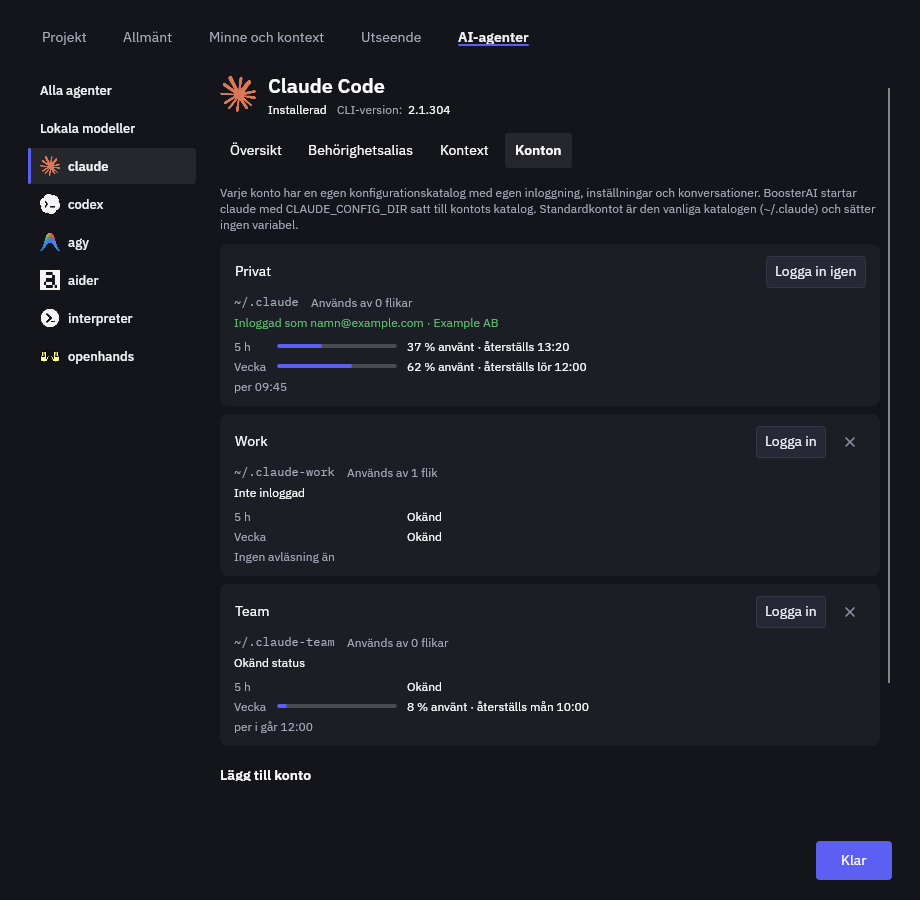 Projekt Allmänt Minne och kontext Utseende AI-agenter
Alla agenter
Lokala modeller
claude
codex
agy
aider
interpreter
openhands
Claude Code
Installerad CLI-version: 2.1.304
Översikt Behörighetsalias Kontext Konton
Varje konto har en egen konfigurationskatalog med egen inloggning, inställningar och konversationer. BoosterAI startar
claude med CLAUDE_CONFIG_DIR satt till kontots katalog. Standardkontot är den vanliga katalogen (~/.claude) och sätter
ingen variabel.
Privat Logga in igen
~/.claude Används av 0 flikar
Inloggad som namn@example.com · Example AB
5 h 37 % använt · återställs 13:20
Vecka 62 % använt · återställs lör 12:00
per 09:45
Work Logga in ×
~/.claude-work Används av 1 flik
Inte inloggad
5 h Okänd
Vecka Okänd
Ingen avläsning än
Team Logga in ×
~/.claude-team Används av 0 flikar
Okänd status
5 h Okänd
Vecka 8 % använt · återställs mån 10:00
per i går 12:00
Lägg till konto
Klar